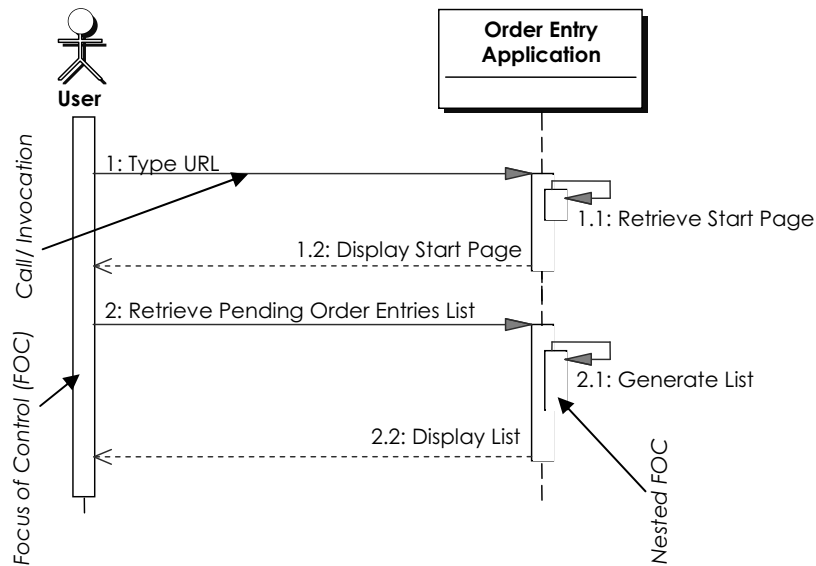 Order Entry
Application
User
1: Type URL
1.1: Retrieve Start Page
1.2: Display Start Page
2: Retrieve Pending Order Entries List
2.1: Generate List
2.2: Display List
Call/ Invocation
Focus of Control (FOC)
Nested FOC